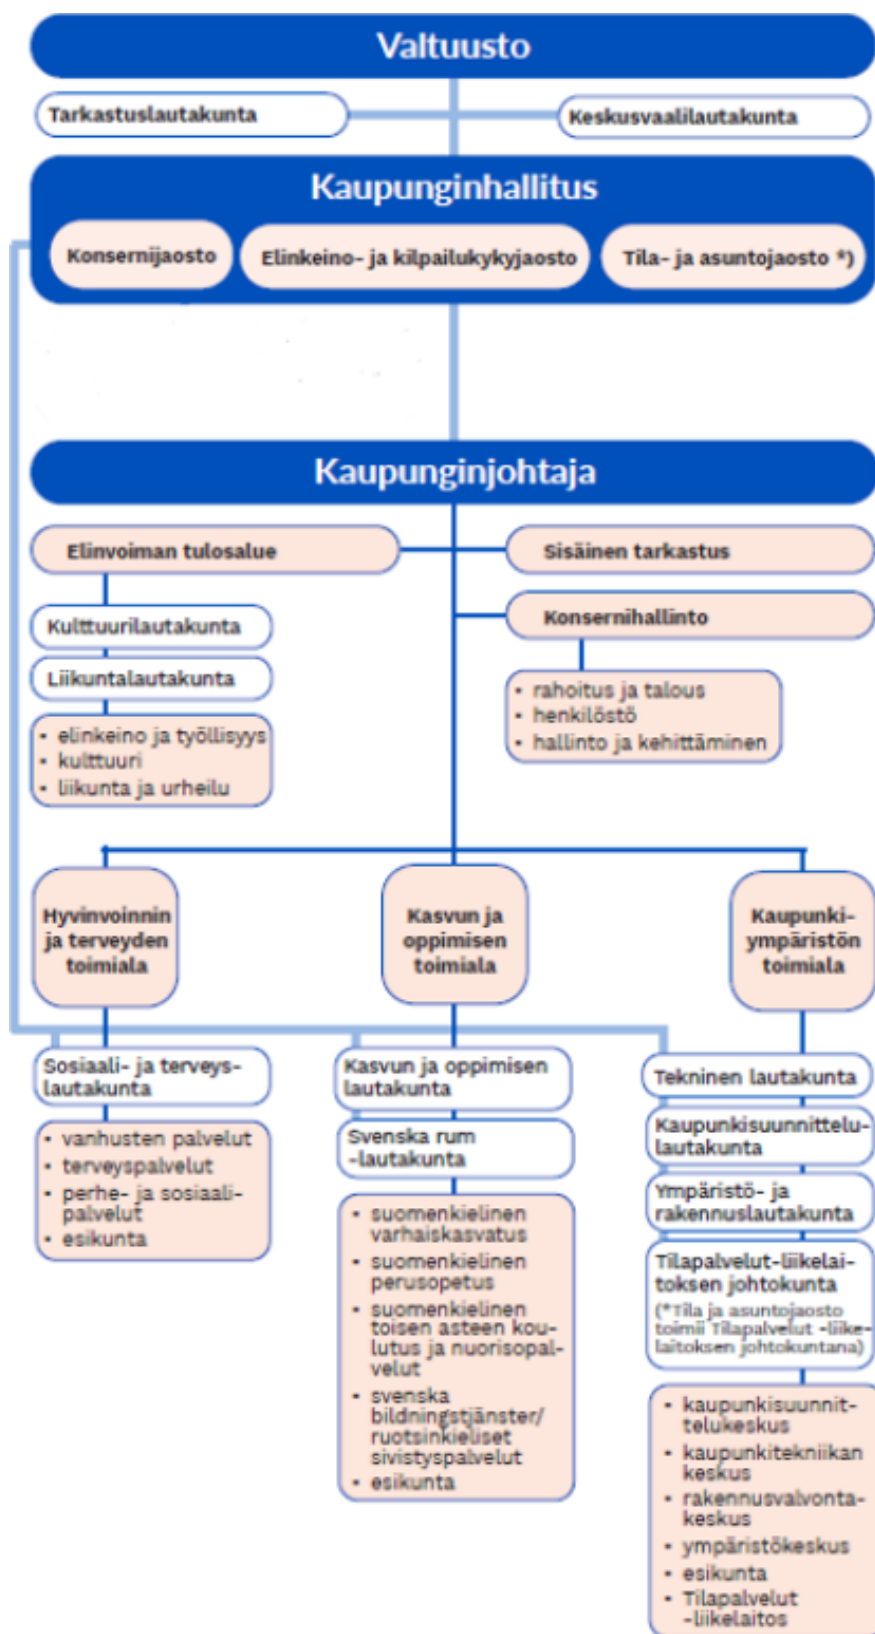 Valtuusto
Tarkastuslautakunta
Keskusvaalilautakunta
Kaupunginhallitus
Konsernijaosto
Elinkeino- ja kilpailukykyjaosto
Tila- ja asuntojaosto *)
Kaupunginjohtaja
Elinvoiman tulosalue
Sisäinen tarkastus
Kulttuurilautakunta
Liikuntalautakunta
• elinkeino ja työllisyys
• kulttuuri
• liikunta ja urheilu
Konsernihallinto
• rahoitus ja talous
• henkilöstö
• hallinto ja kehittäminen
Hyvinvoinnin
ja terveyden
toimiala
Sosiaali- ja terveys-
lautakunta
• vanhusten palvelut
• terveyspalvelut
• perhe- ja sosiaali-
palvelut
• esikunta
Kasvun ja
oppimisen
toimiala
Kasvun ja oppimisen
lautakunta
Svenska rum
-lautakunta
• suomenkielinen
varhaiskasvatus
• suomenkielinen
perusopetus
• suomenkielinen
toisen asteen kou-
lutus ja nuorisopal-
velut
• svenska
bildningstjänster/
ruotsinkieliset
sivistyspalvelut
• esikunta
Kaupunki-
ympäristön
toimiala
Tekninen lautakunta
Kaupunkisuunnittelu-
lautakunta
Ympäristö- ja
rakennuslautakunta
Tilapalvelut-liikelai-
toksen johtokunta
(*Tila ja asuntojaosto
toimii Tilapalvelut -liike-
laitoksen johtokuntana)
• kaupunkisuunnit-
telukeskus
• kaupunkitekniikan
keskus
• rakennusvalvonta-
keskus
• ympäristökeskus
• esikunta
• Tilapalvelut
-liikelaitos